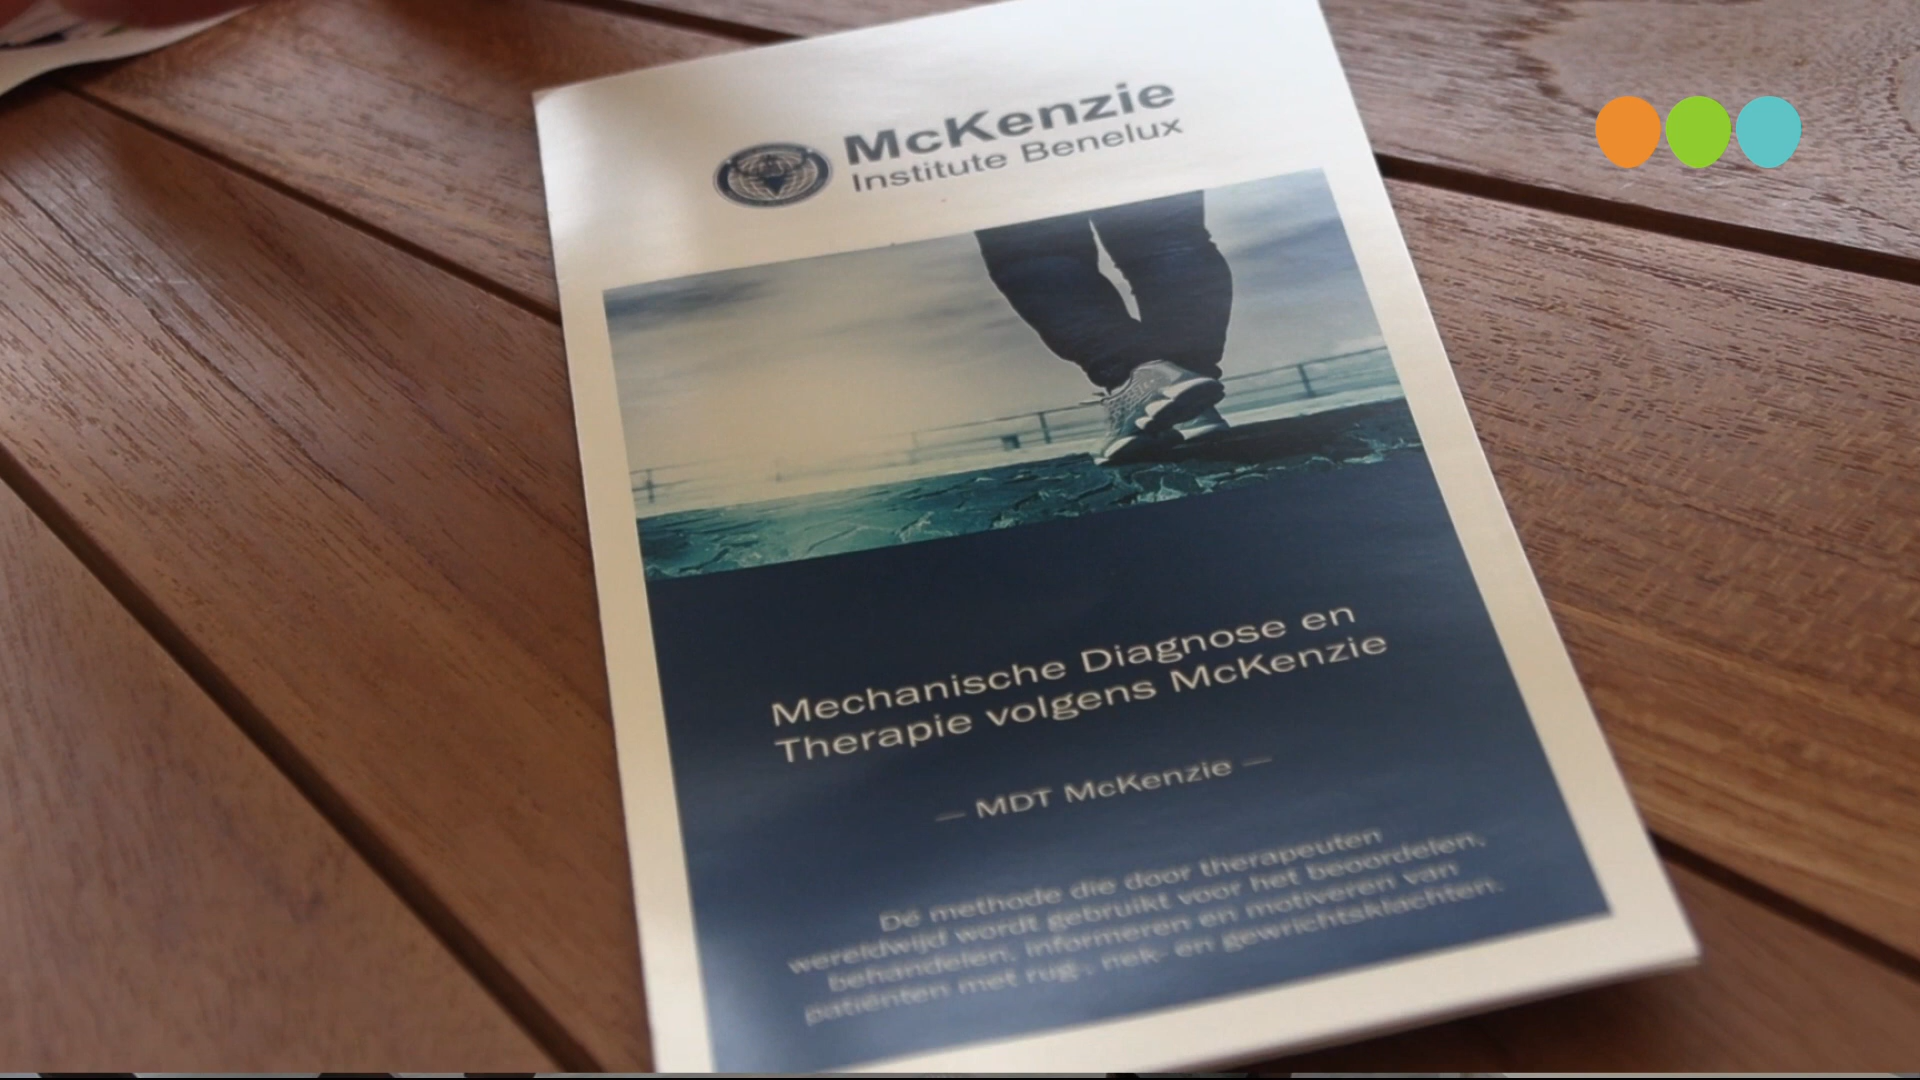 McKenzie
Institute Benelux
Mechanische Diagnose en
Therapie volgens McKenzie
— MDT McKenzie —
Dé methode die door therapeuten
wereldwijd wordt gebruikt voor het beoordelen,
behandelen, informeren en motiveren van
patiënten met rug-, nek- en gewrichtsklachten.